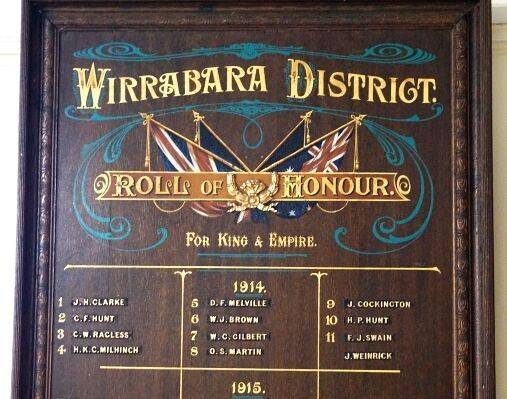 WIRRABARA DISTRICT.
ROLL OF HONOUR.
FOR KING & EMPIRE.
1914.
1 J.H.CLARKE
2 C.F.HUNT
3 C.W.RAGLESS
4 H.K.C.MILHINCH
5 D.F.MELVILLE
6 W.J.BROWN
7 W.C.GILBERT
8 O.S.MARTIN
9 J.COCKINGTON
10 H.P.HUNT
11 F.J.SWAIN
J.WEINRICK
1915.